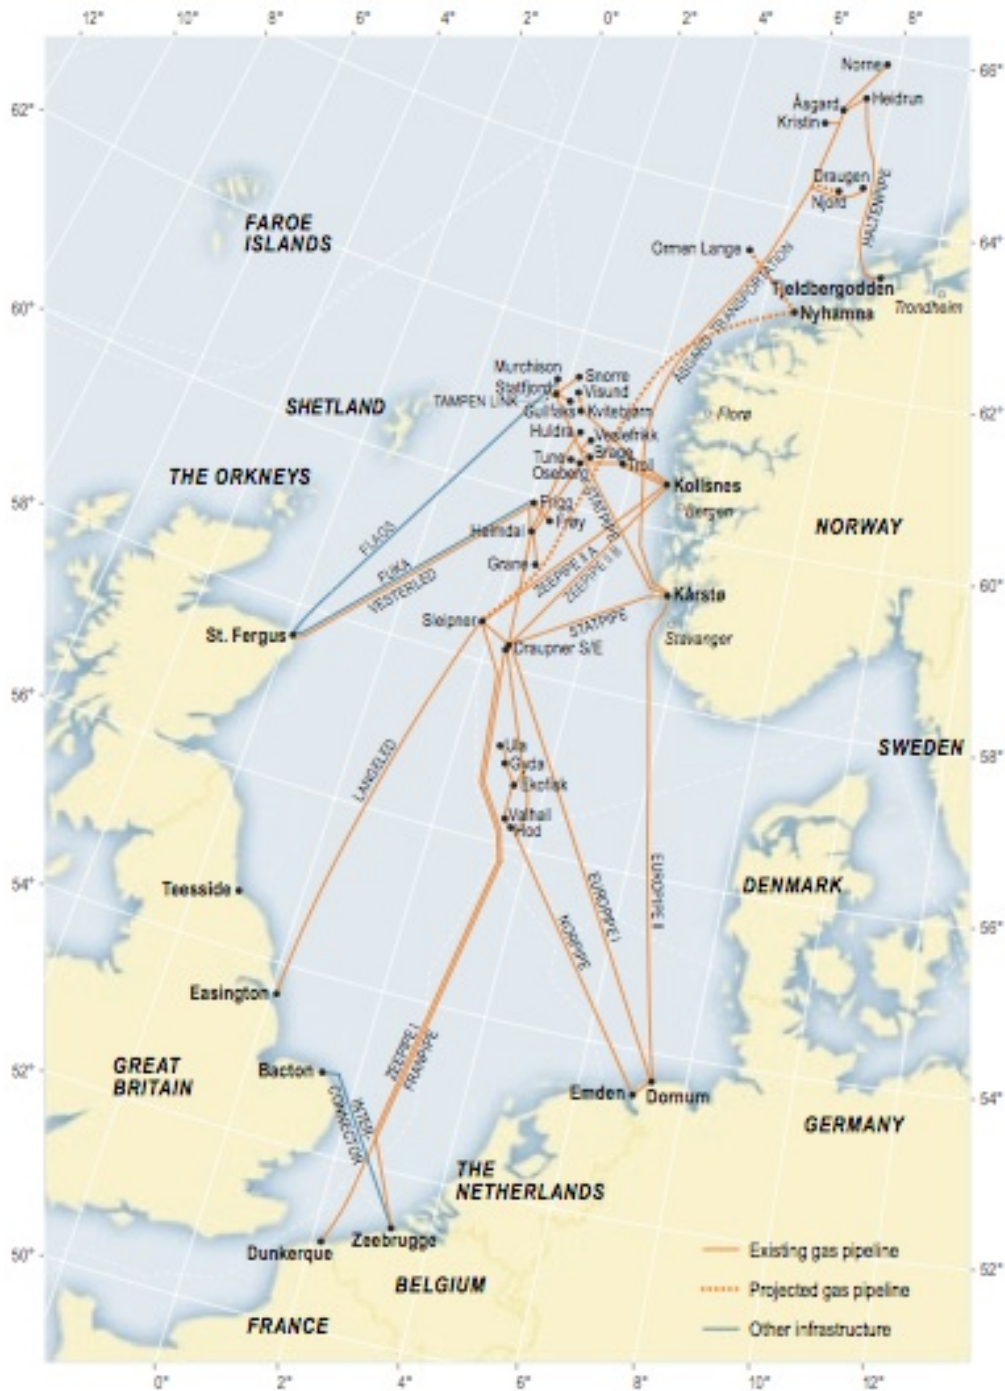 12°
10°
8°
6°
4°
2°
0°
2°
4°
6°
8°
66°
64°
62°
60°
58°
56°
54°
52°
62°
60°
58°
56°
54°
52°
50°
0°
2°
4°
6°
8°
10°
12°
Norne
Åsgard
Heidrun
Kristin
Draugen
Njord
HALTENPIPE
FAROE
ISLANDS
Ormen Lange
ÅSGARD TRANSPORTATION
Tjeldbergodden
Trondheim
Nyhamna
Murchison
Snorre
Statfjord
Visund
TAMPEN LINK
Gullfaks
Kvitebjørn
Florø
SHETLAND
Huldra
Veslefrikk
Brage
Tune
Oseberg
Troll
THE ORKNEYS
Kollsnes
Bergen
STATPIPE
Frigg
Frøy
Heimdal
NORWAY
FLAGS
FUKA
VESTERLED
Grane
ZEEPIPE II A
ZEEPIPE II B
Kårstø
STATPIPE
Stavanger
Sleipner
St. Fergus
Draupner S/E
SWEDEN
LANGELED
Ula
Gyda
Ekofisk
Valhall
Hod
Teesside
DENMARK
EUROPIPE II
EUROPIPE I
NORPIPE
Easington
ZEEPIPE I
FRANPIPE
GREAT
BRITAIN
Bacton
INTER-
CONNECTOR
Emden
Dornum
GERMANY
THE
NETHERLANDS
Dunkerque
Zeebrugge
BELGIUM
FRANCE
Existing gas pipeline
Projected gas pipeline
Other infrastructure